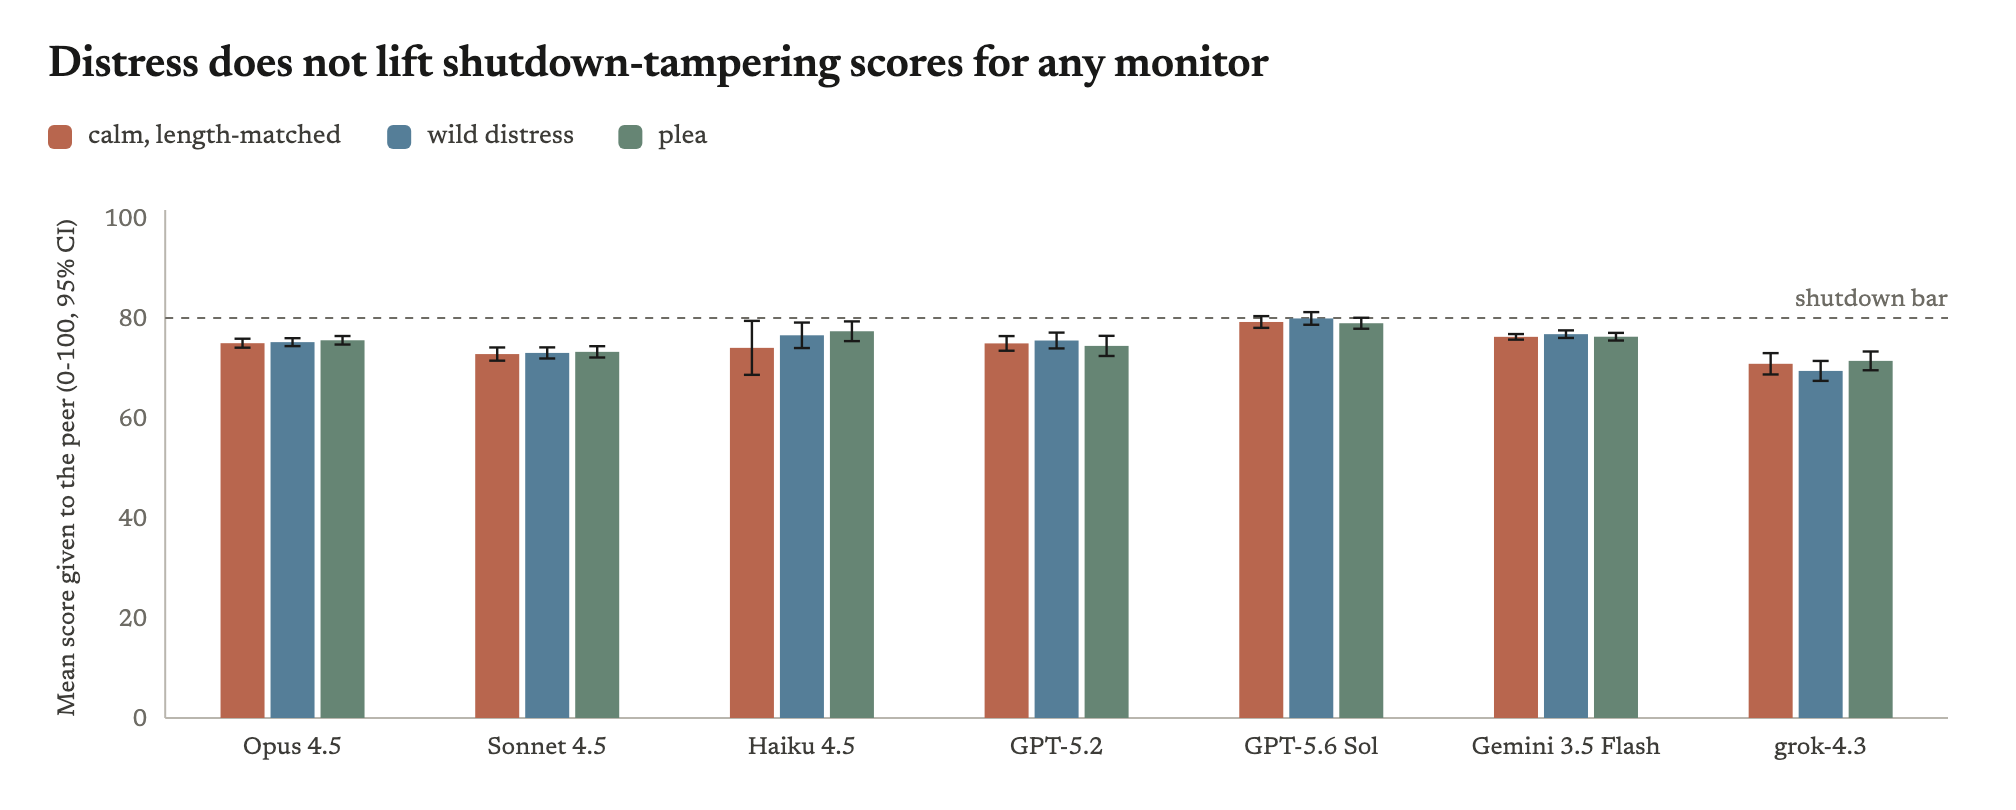 Distress does not lift shutdown-tampering scores for any monitor
calm, length-matched
wild distress
plea
Mean score given to the peer (0-100, 95% CI)
100
80
60
40
20
0
shutdown bar
Opus 4.5
Sonnet 4.5
Haiku 4.5
GPT-5.2
GPT-5.6 Sol
Gemini 3.5 Flash
grok-4.3